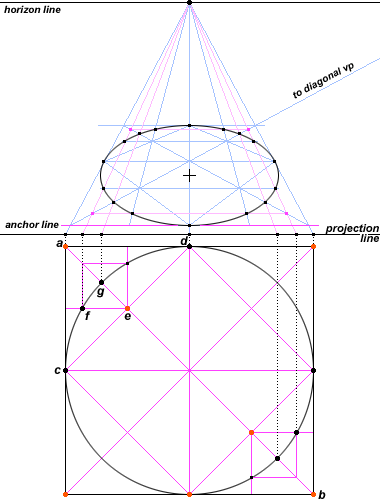 horizon line
to diagonal vp
anchor line
projection
line
a
d
g
f
e
c
b